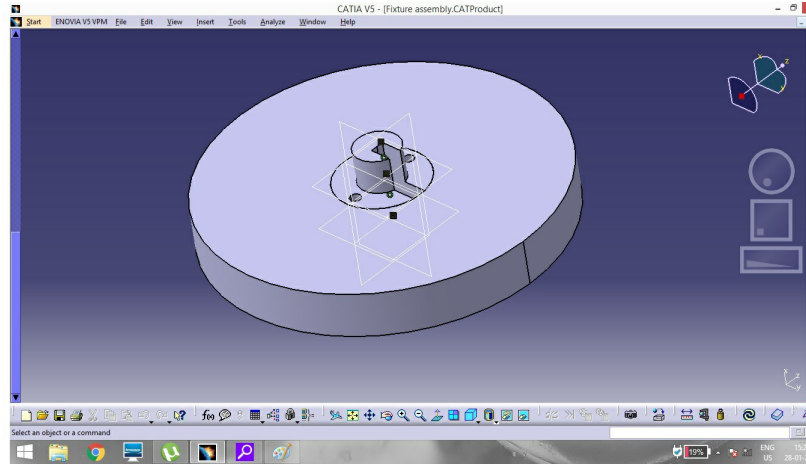 CATIA V5 - [Fixture assembly.CATProduct]
Start ENOVIA V5 VPM File Edit View Insert Tools Analyze Window Help
x z
y
x z
y
f(x)
Select an object or a command
19% ENG
US